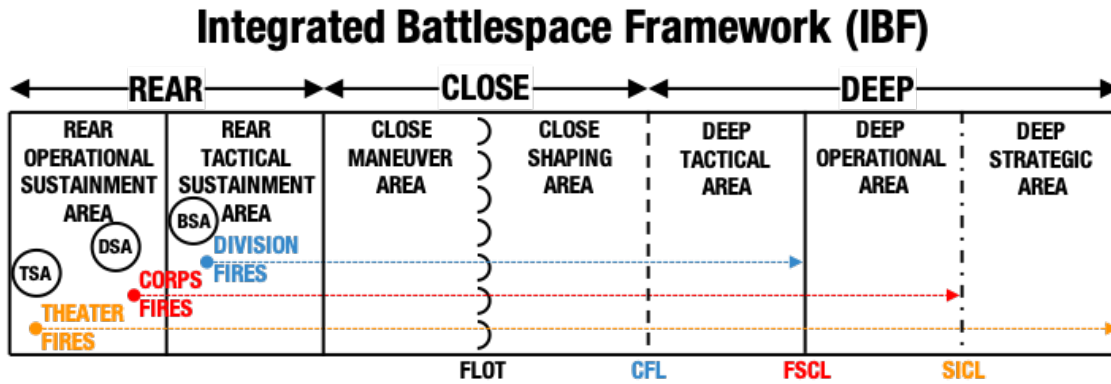 Integrated Battlespace Framework (IBF)
REAR
CLOSE
DEEP
REAR
OPERATIONAL
SUSTAINMENT
AREA
REAR
TACTICAL
SUSTAINMENT
AREA
CLOSE
MANEUVER
AREA
CLOSE
SHAPING
AREA
DEEP
TACTICAL
AREA
DEEP
OPERATIONAL
AREA
DEEP
STRATEGIC
AREA
BSA
DSA
TSA
DIVISION
FIRES
CORPS
FIRES
THEATER
FIRES
FLOT
CFL
FSCL
SICL